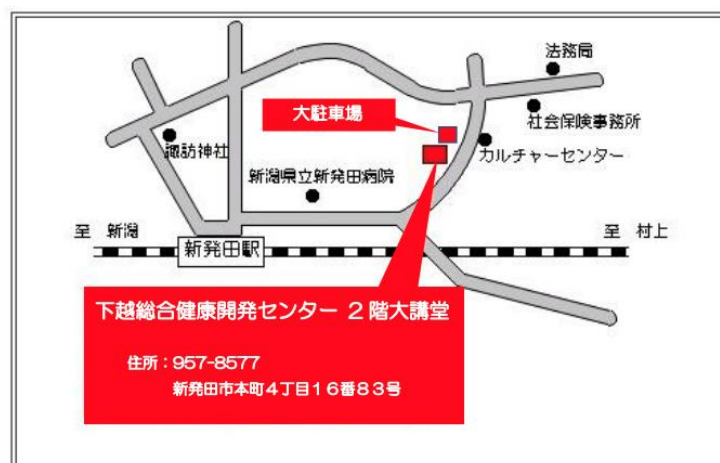 法務局
大駐車場
社会保険事務所
諏訪神社
カルチャーセンター
新潟県立新発田病院
至 新潟
至 村上
新発田駅
下越総合健康開発センター 2階大講堂
住所：957-8577
新発田市本町4丁目16番83号